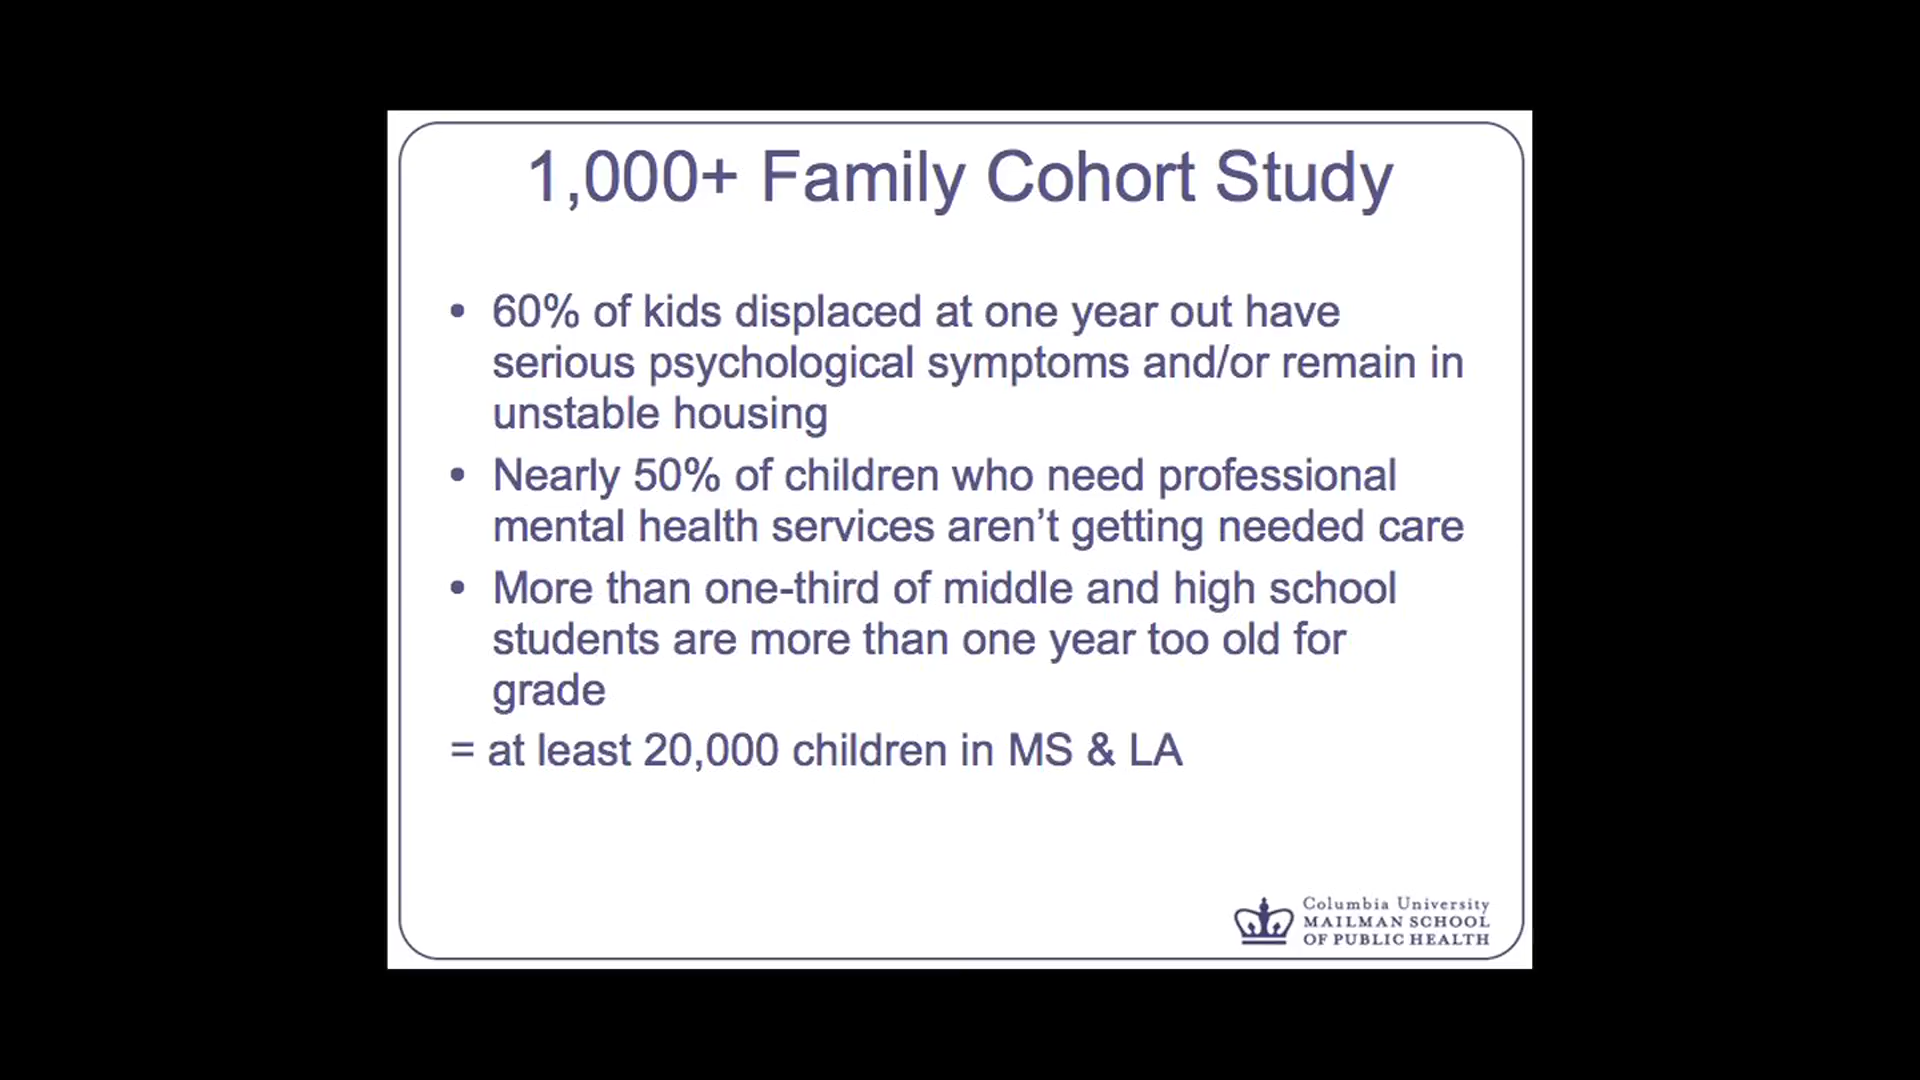 1,000+ Family Cohort Study
• 60% of kids displaced at one year out have
serious psychological symptoms and/or remain in
unstable housing
• Nearly 50% of children who need professional
mental health services aren’t getting needed care
• More than one-third of middle and high school
students are more than one year too old for
grade
= at least 20,000 children in MS & LA
Columbia University
MAILMAN SCHOOL
OF PUBLIC HEALTH